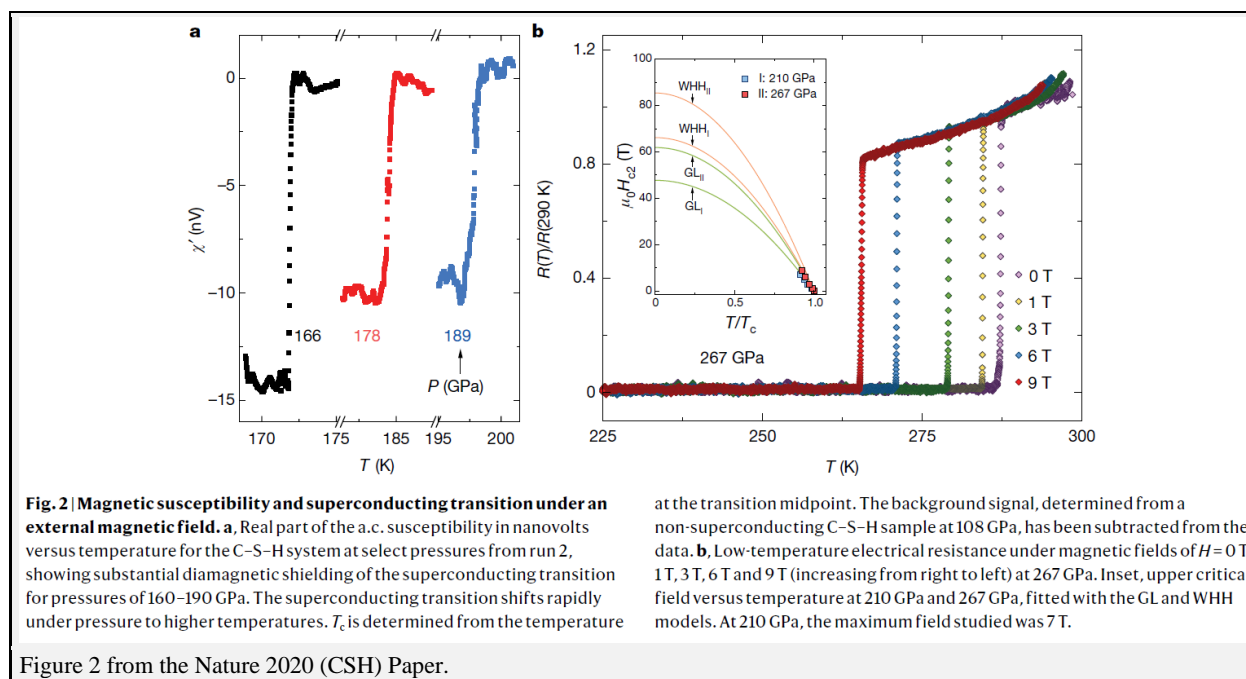 a
b
0
−5
−10
−15
χ′ (nV)
166
178
189
P (GPa)
170
175
185
195
200
T (K)
R(T)/R(290 K)
1.2
0.8
0.4
0
100
80
60
40
20
0
μ0Hc2 (T)
WHHII
WHHI
GLII
GLI
I: 210 GPa
II: 267 GPa
0
0.5
1.0
T/Tc
267 GPa
0 T
1 T
3 T
6 T
9 T
225
250
275
300
T (K)
Fig. 2 | Magnetic susceptibility and superconducting transition under an
external magnetic field. a, Real part of the a.c. susceptibility in nanovolts
versus temperature for the C–S–H system at select pressures from run 2,
showing substantial diamagnetic shielding of the superconducting transition
for pressures of 160–190 GPa. The superconducting transition shifts rapidly
under pressure to higher temperatures. Tc is determined from the temperature
at the transition midpoint. The background signal, determined from a
non-superconducting C–S–H sample at 108 GPa, has been subtracted from the
data. b, Low-temperature electrical resistance under magnetic fields of H = 0 T
1 T, 3 T, 6 T and 9 T (increasing from right to left) at 267 GPa. Inset, upper critical
field versus temperature at 210 GPa and 267 GPa, fitted with the GL and WHH
models. At 210 GPa, the maximum field studied was 7 T.
Figure 2 from the Nature 2020 (CSH) Paper.